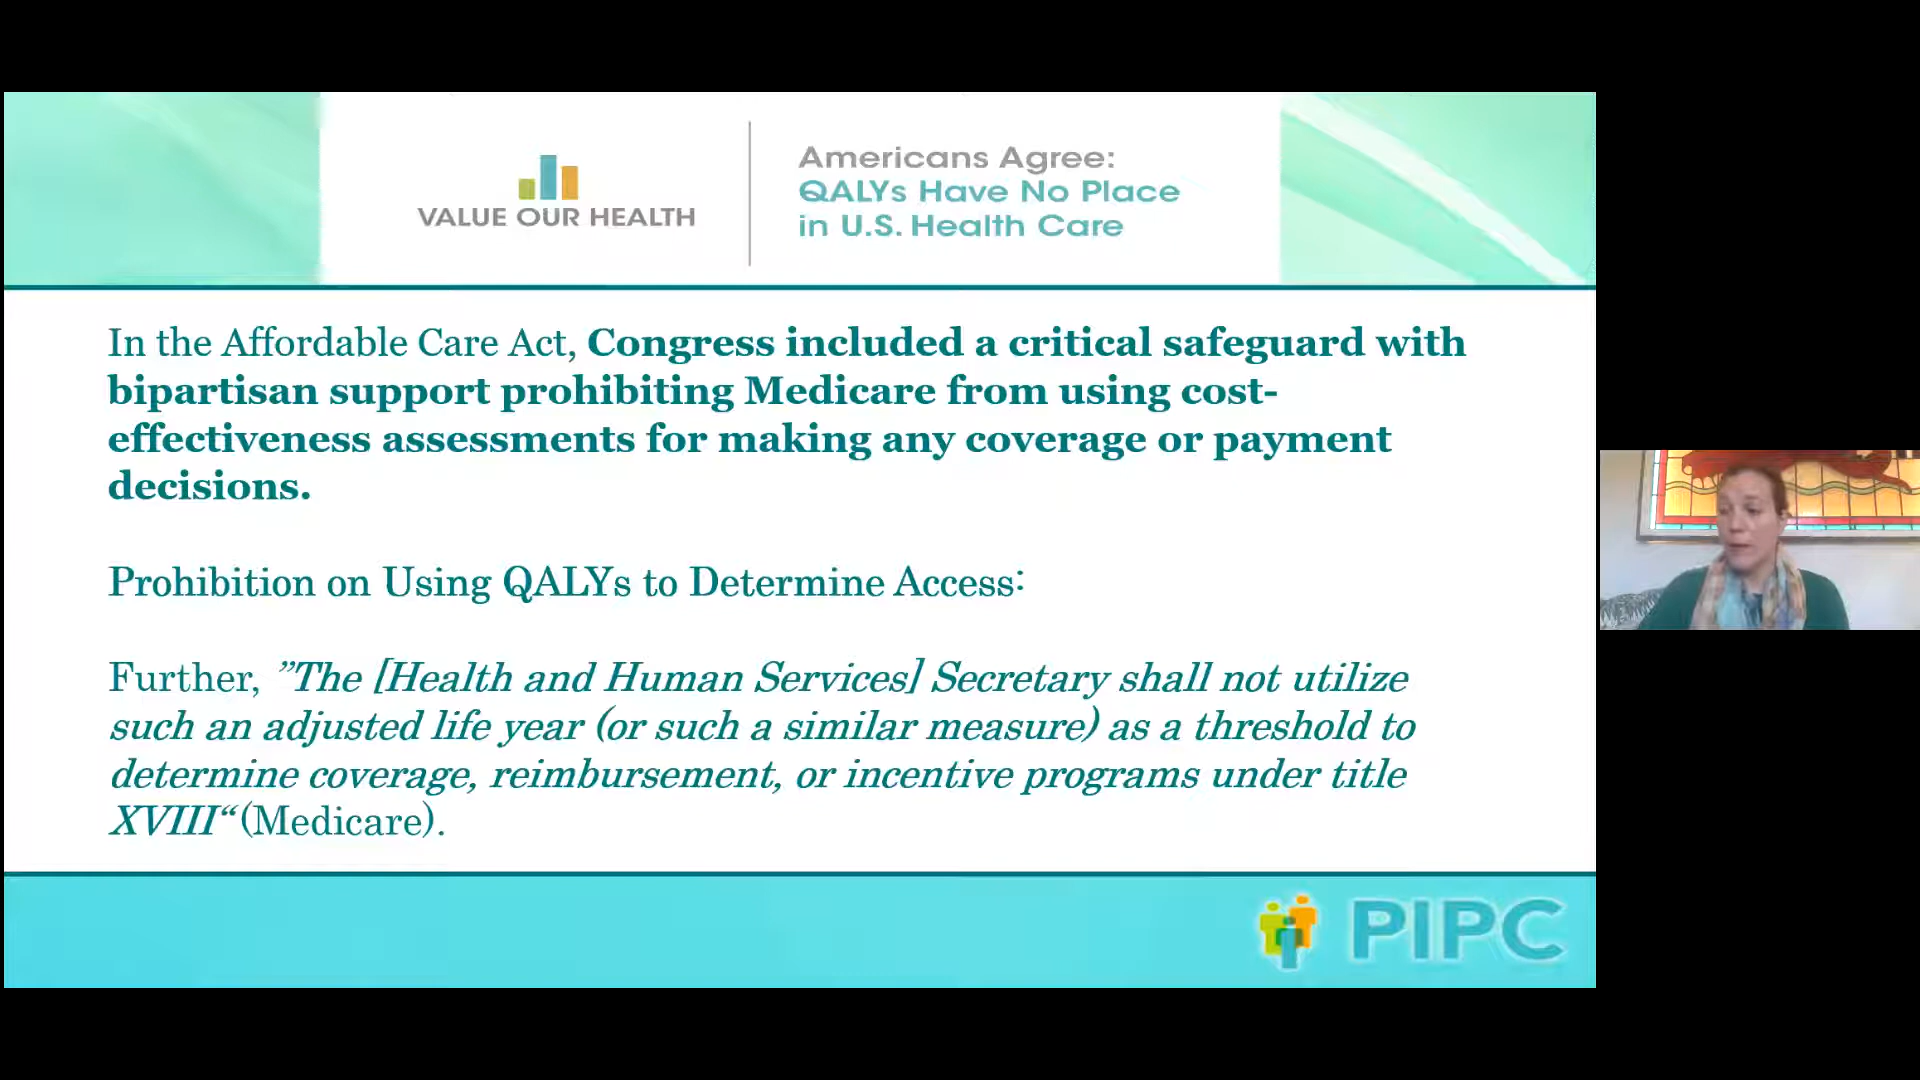 VALUE OUR HEALTH
Americans Agree:
QALYs Have No Place
in U.S. Health Care
In the Affordable Care Act, Congress included a critical safeguard with
bipartisan support prohibiting Medicare from using cost-
effectiveness assessments for making any coverage or payment
decisions.
Prohibition on Using QALYs to Determine Access:
Further, ”The [Health and Human Services] Secretary shall not utilize
such an adjusted life year (or such a similar measure) as a threshold to
determine coverage, reimbursement, or incentive programs under title
XVIII“ (Medicare).
PIPC